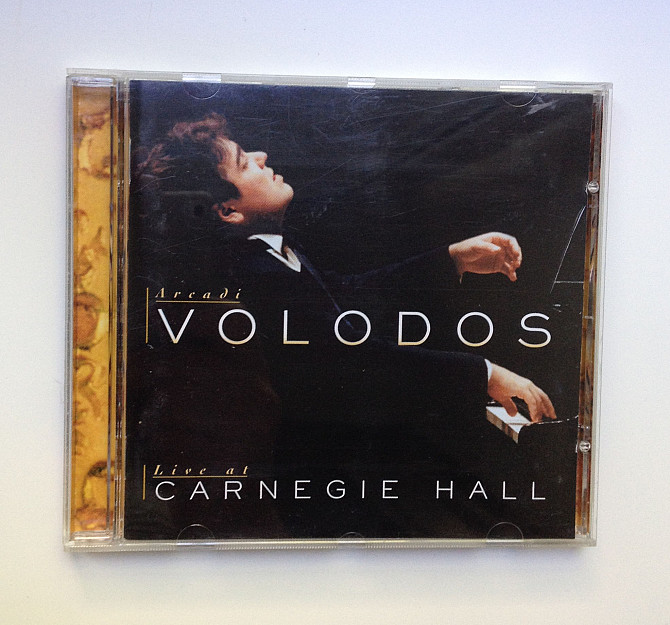 Arcadi
VOLODOS
Live at
CARNEGIE HALL